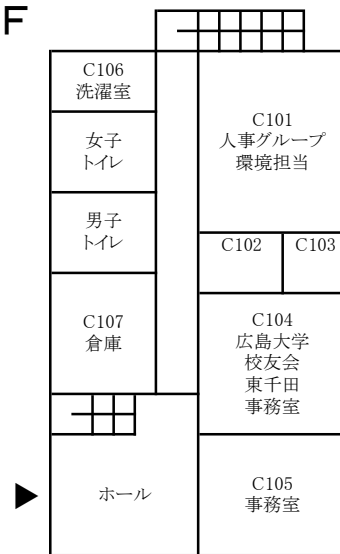 F
C106
洗濯室
女子
トイレ
男子
トイレ
C107
倉庫
ホール
C101
人事グループ
環境担当
C102
C103
C104
広島大学
校友会
東千田
事務室
C105
事務室